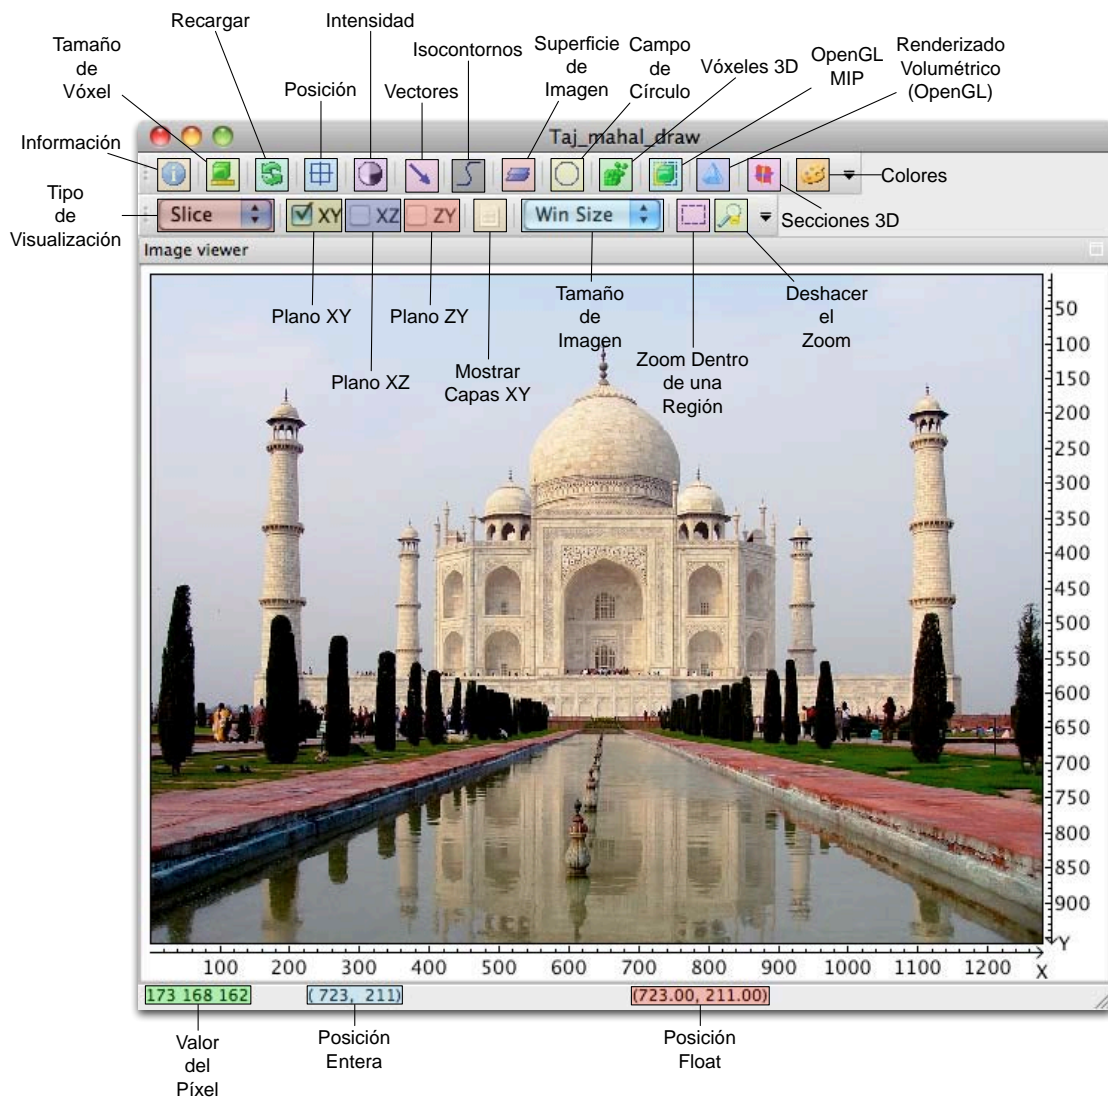 Recargar
Intensidad
Tamaño
de
Vóxel
Posición
Vectores
Isocontornos
Superficie
de
Imagen
Campo
de
Círculo
Vóxeles 3D
OpenGL
MIP
Renderizado
Volumétrico
(OpenGL)
Información
Taj_mahal_draw
Colores
Tipo
de
Visualización
Slice
XY
XZ
ZY
Win Size
Secciones 3D
Image viewer
Plano XY
Plano XZ
Plano ZY
Mostrar
Capas XY
Tamaño
de
Imagen
Zoom Dentro
de una
Región
Deshacer
el
Zoom
50
100
150
200
250
300
350
400
450
500
550
600
650
700
750
800
850
900
Y
100 200 300 400 500 600 700 800 900 1000 1100 1200 X
173 168 162
( 723, 211)
(723.00, 211.00)
Valor
del
Píxel
Posición
Entera
Posición
Float